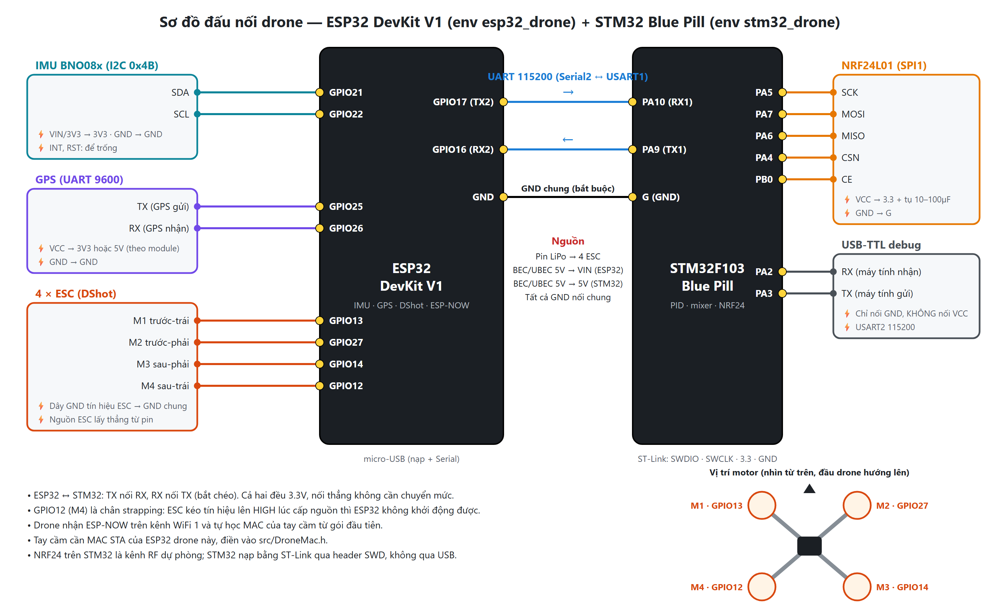 Sơ đồ đấu nối drone — ESP32 DevKit V1 (env esp32_drone) + STM32 Blue Pill (env stm32_drone)
IMU BNO08x (I2C 0x4B)
SDA
SCL
⚡ VIN/3V3 → 3V3 · GND → GND
⚡ INT, RST: để trống
GPS (UART 9600)
TX (GPS gửi)
RX (GPS nhận)
⚡ VCC → 3V3 hoặc 5V (theo module)
⚡ GND → GND
4 × ESC (DShot)
M1 trước-trái
M2 trước-phải
M3 sau-phải
M4 sau-trái
⚡ Dây GND tín hiệu ESC → GND chung
⚡ Nguồn ESC lấy thẳng từ pin
GPIO21
GPIO22
GPIO25
GPIO26
GPIO13
GPIO27
GPIO14
GPIO12
GPIO17 (TX2)
GPIO16 (RX2)
GND
ESP32
DevKit V1
IMU · GPS · DShot · ESP-NOW
micro-USB (nạp + Serial)
UART 115200 (Serial2 ↔ USART1)
→
←
GND chung (bắt buộc)
Nguồn
Pin LiPo → 4 ESC
BEC/UBEC 5V → VIN (ESP32)
BEC/UBEC 5V → 5V (STM32)
Tất cả GND nối chung
PA10 (RX1)
PA9 (TX1)
G (GND)
STM32F103
Blue Pill
PID · mixer · NRF24
PA5
PA7
PA6
PA4
PB0
PA2
PA3
ST-Link: SWDIO · SWCLK · 3.3 · GND
NRF24L01 (SPI1)
SCK
MOSI
MISO
CSN
CE
⚡ VCC → 3.3 + tụ 10–100µF
⚡ GND → G
USB-TTL debug
RX (máy tính nhận)
TX (máy tính gửi)
⚡ Chỉ nối GND, KHÔNG nối VCC
⚡ USART2 115200
• ESP32 ↔ STM32: TX nối RX, RX nối TX (bắt chéo). Cả hai đều 3.3V, nối thẳng không cần chuyển mức.
• GPIO12 (M4) là chân strapping: ESC kéo tín hiệu lên HIGH lúc cấp nguồn thì ESP32 không khởi động được.
• Drone nhận ESP-NOW trên kênh WiFi 1 và tự học MAC của tay cầm từ gói đầu tiên.
• Tay cầm cần MAC STA của ESP32 drone này, điền vào src/DroneMac.h.
• NRF24 trên STM32 là kênh RF dự phòng; STM32 nạp bằng ST-Link qua header SWD, không qua USB.
Vị trí motor (nhìn từ trên, đầu drone hướng lên)
M1 · GPIO13
M2 · GPIO27
M4 · GPIO12
M3 · GPIO14